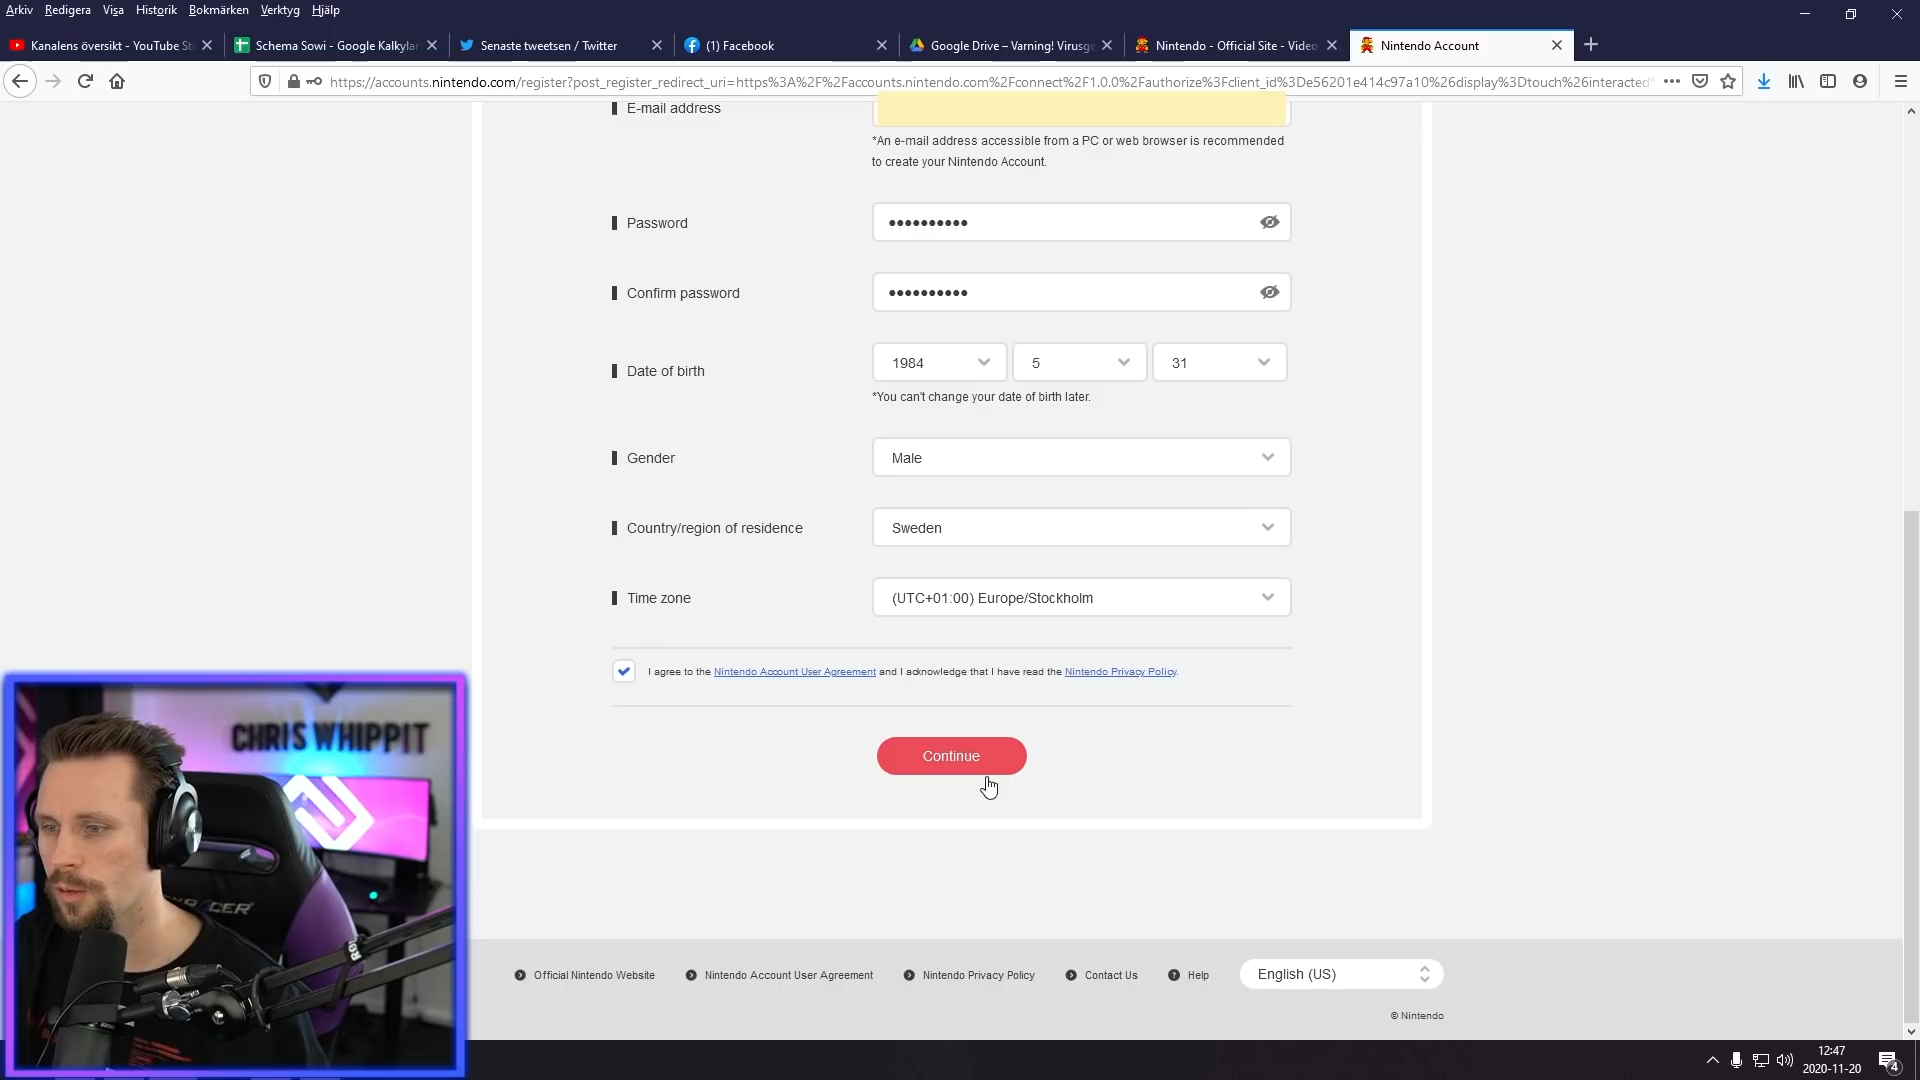 Arkiv Redigera Visa Historik Bokmärken Verktyg Hjälp
Kanalens översikt - YouTube St
Schema Sowi - Google Kalkylar
Senaste tweetsen / Twitter
(1) Facebook
Google Drive – Varning! Virusge
Nintendo - Official Site - Video
Nintendo Account
https://accounts.nintendo.com/register?post_register_redirect_uri=https%3A%2F%2Faccounts.nintendo.com%2Fconnect%2F1.0.0%2Fauthorize%3Fclient_id%3De56201e414c97a10%26display%3Dtouch%26interacted%
E-mail address
*An e-mail address accessible from a PC or web browser is recommended
to create your Nintendo Account.
Password ••••••••••
Confirm password ••••••••••
Date of birth 1984 5 31
*You can't change your date of birth later.
Gender Male
Country/region of residence Sweden
Time zone (UTC+01:00) Europe/Stockholm
I agree to the Nintendo Account User Agreement and I acknowledge that I have read the Nintendo Privacy Policy.
Continue
CHRIS WHIPPIT
Official Nintendo Website Nintendo Account User Agreement Nintendo Privacy Policy Contact Us Help English (US)
© Nintendo
12:47
2020-11-20
4